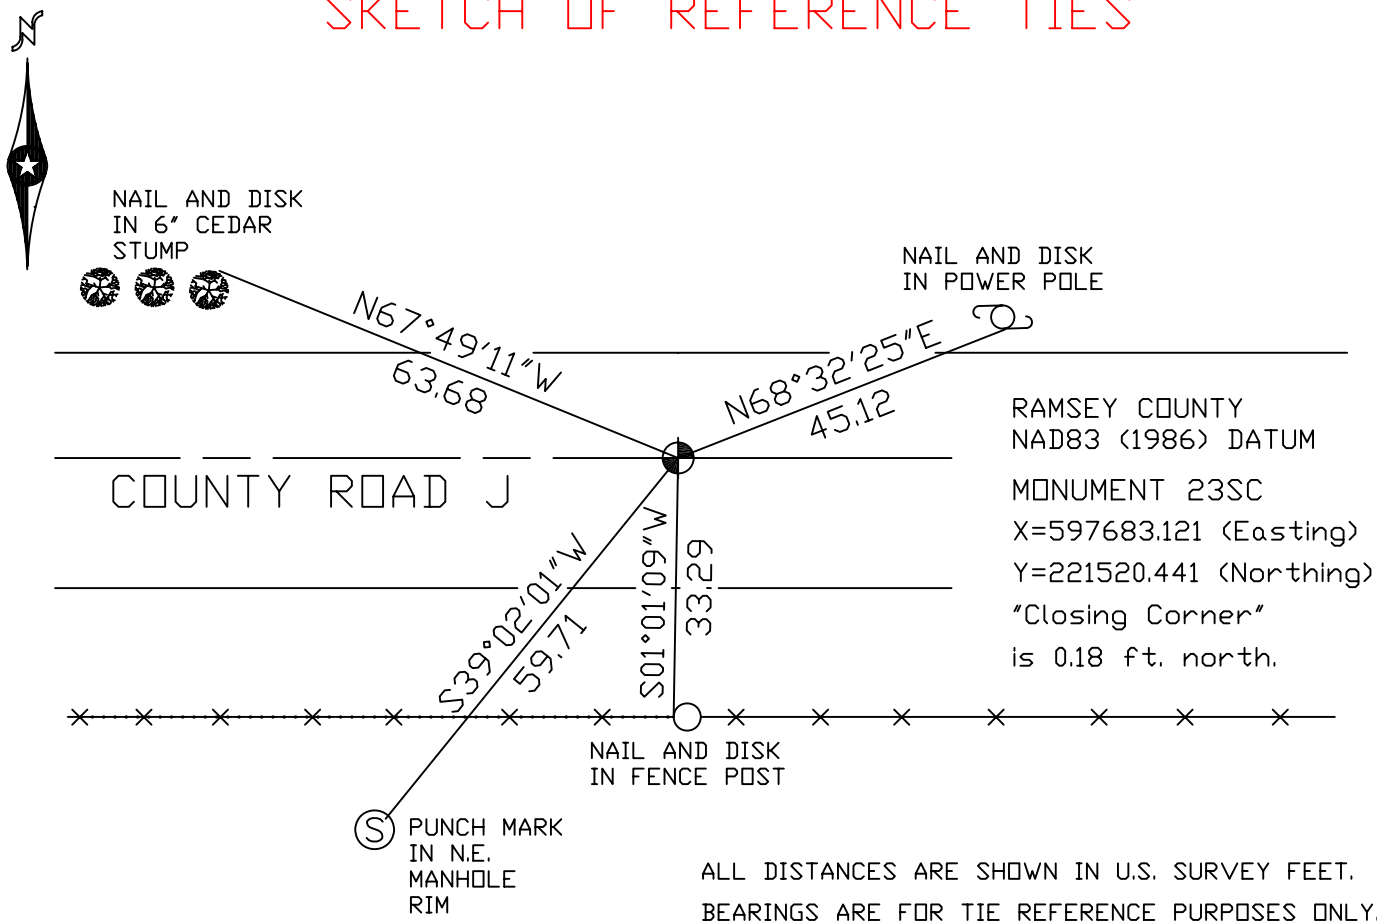 SKETCH OF REFERENCE TIES
N
NAIL AND DISK
IN 6" CEDAR
STUMP
NAIL AND DISK
IN POWER POLE
N67°49'11"W
63.68
N68°32'25"E
45.12
RAMSEY COUNTY
NAD83 (1986) DATUM
MONUMENT 23SC
X=597683.121 (Easting)
Y=221520.441 (Northing)
"Closing Corner"
is 0.18 ft. north.
COUNTY ROAD J
S39°02'01"W
59.71
S01°01'09"W
33.29
NAIL AND DISK
IN FENCE POST
S
PUNCH MARK
IN N.E.
MANHOLE
RIM
ALL DISTANCES ARE SHOWN IN U.S. SURVEY FEET.
BEARINGS ARE FOR TIE REFERENCE PURPOSES ONLY.